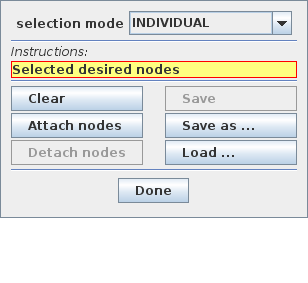 selection mode INDIVIDUAL
Instructions:
Selected desired nodes
Clear Save
Attach nodes Save as ...
Detach nodes Load ...
Done